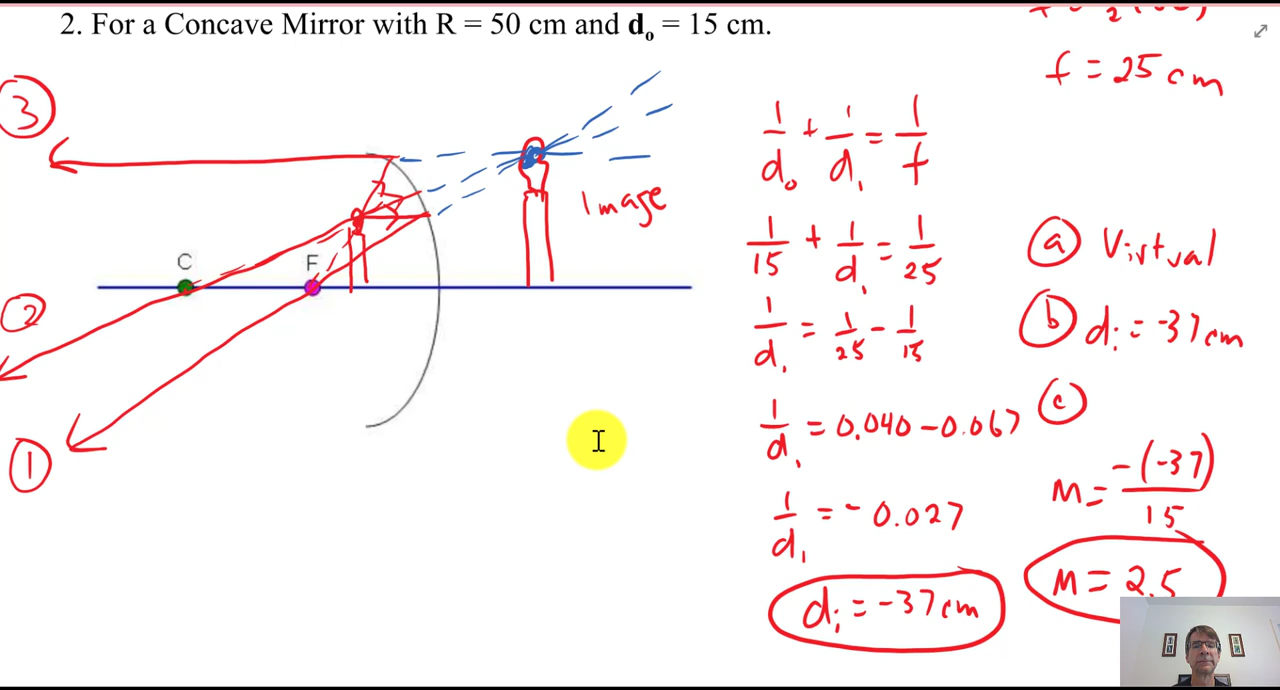 2. For a Concave Mirror with R = 50 cm and dₒ = 15 cm.
f = 25 cm
3
1/dₒ + 1/dᵢ = 1/f
Image
C
F
1/15 + 1/dᵢ = 1/25
a Virtual
2
1/dᵢ = 1/25 - 1/15
b dᵢ = -37 cm
c
1/dᵢ = 0.040 - 0.067
1
M = -(-37)/15
1/dᵢ = -0.027
M = 2.5
dᵢ = -37 cm